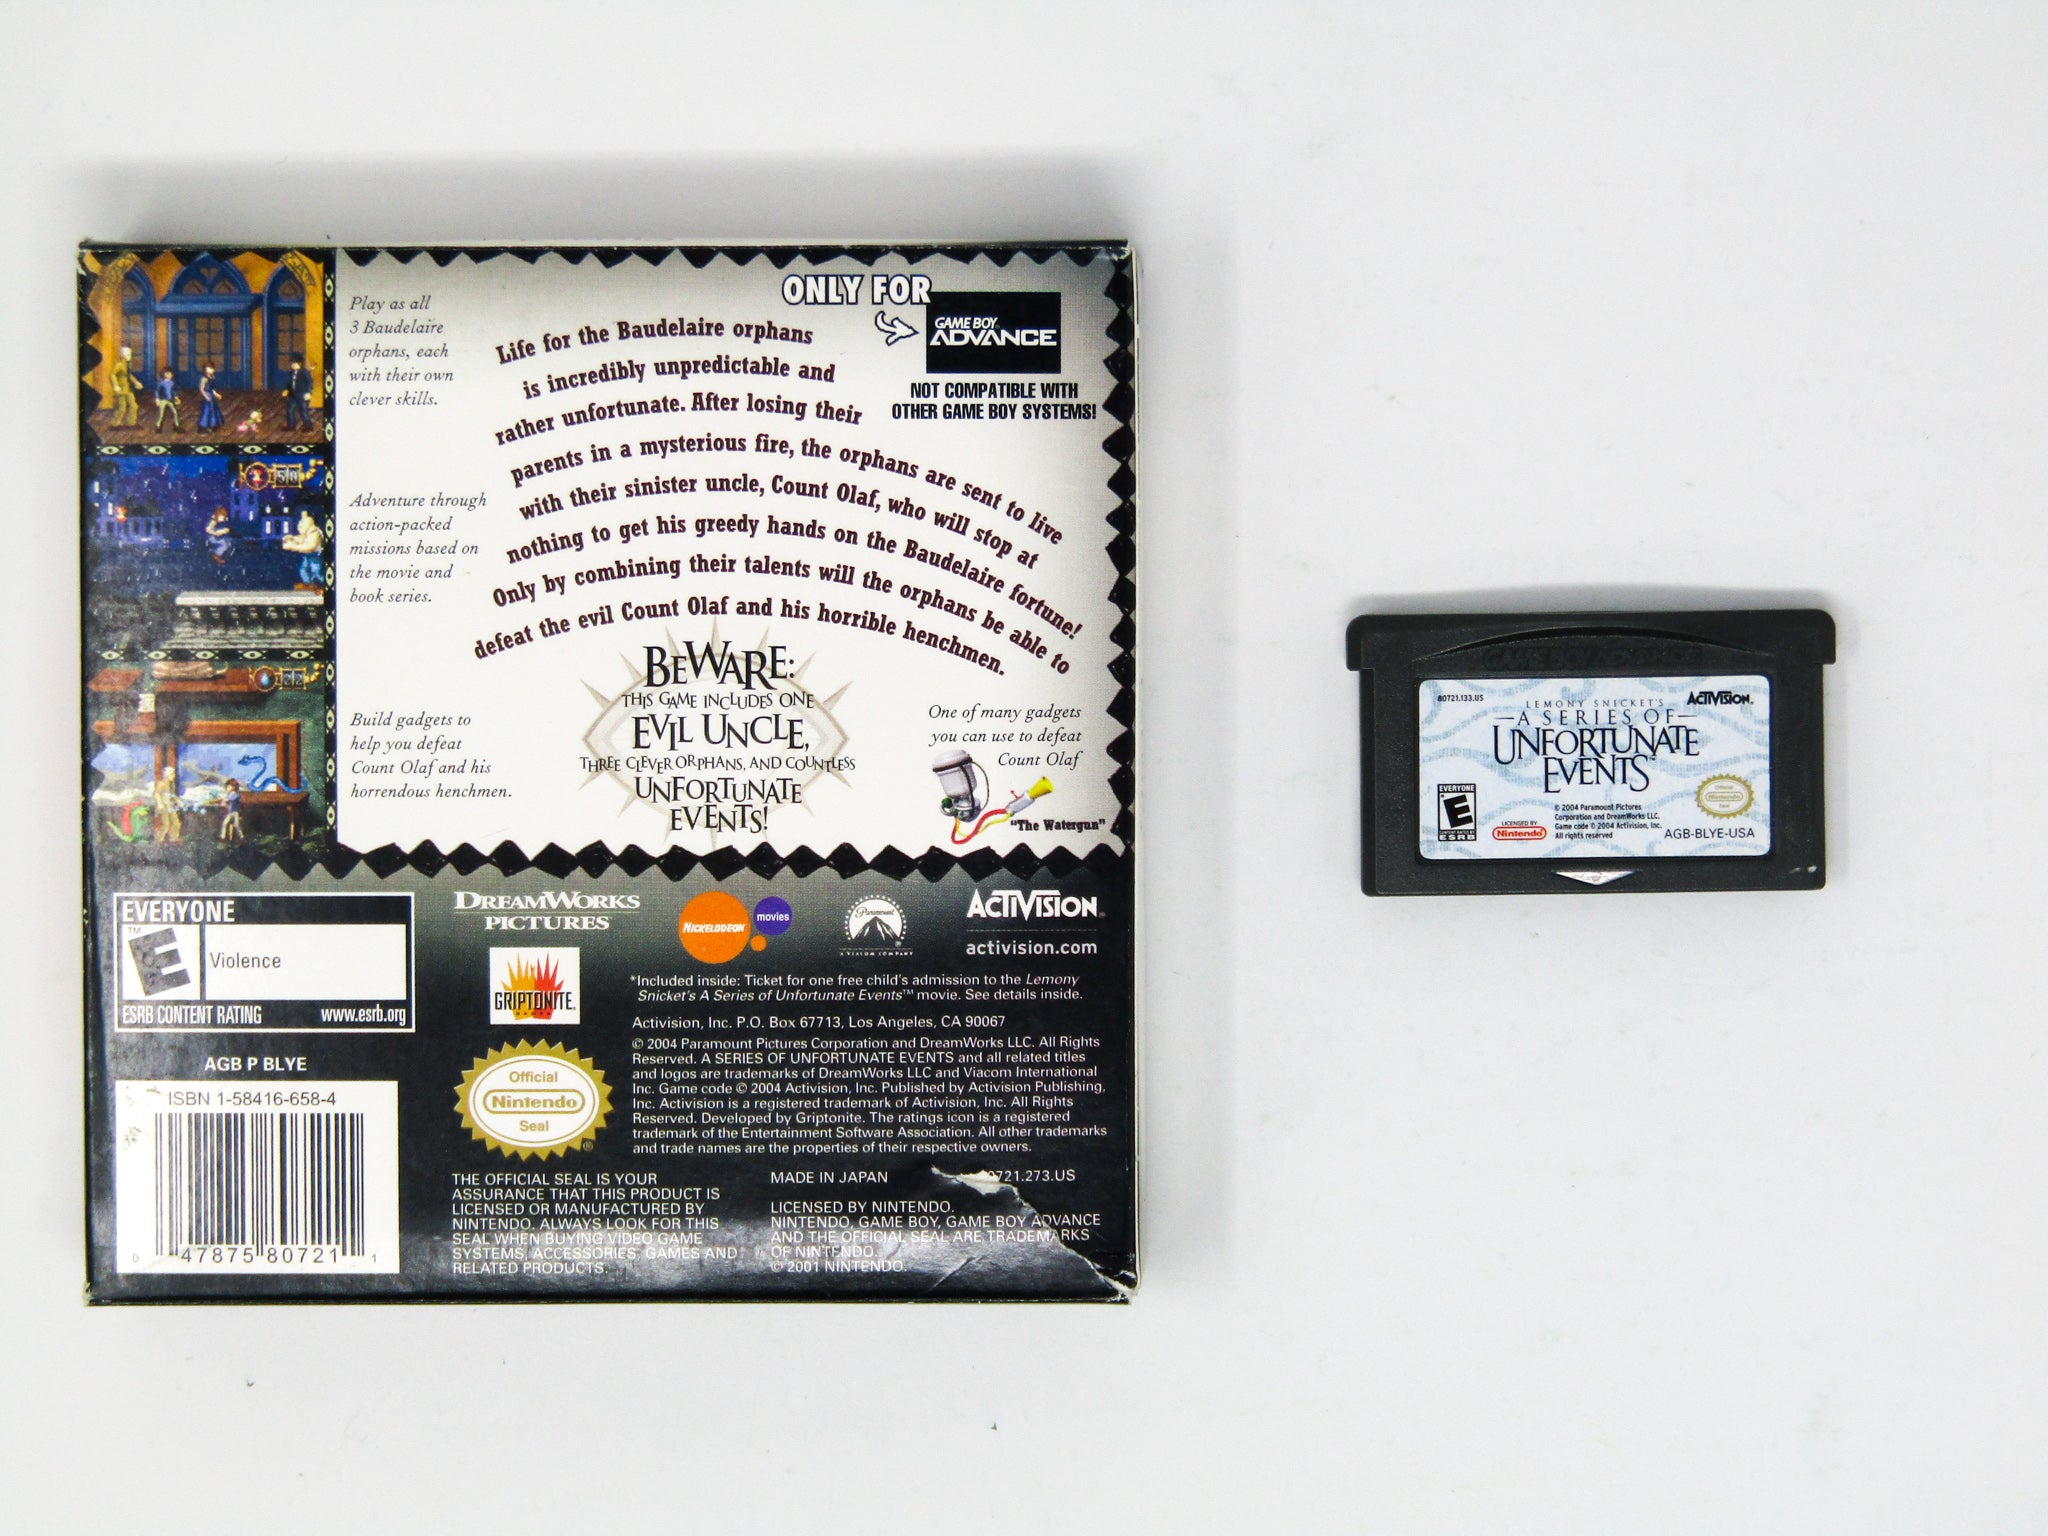 ONLY FOR
GAME BOY
ADVANCE
NOT COMPATIBLE WITH
OTHER GAME BOY SYSTEMS!
Play as all
3 Baudelaire
orphans, each
with their own
clever skills.
Life for the Baudelaire orphans
is incredibly unpredictable and
rather unfortunate. After losing their
parents in a mysterious fire, the orphans are sent to live
with their sinister uncle, Count Olaf, who will stop at
nothing to get his greedy hands on the Baudelaire fortune!
Only by combining their talents will the orphans be able to
defeat the evil Count Olaf and his horrible henchmen.
Adventure through
action-packed
missions based on
the movie and
book series.
Build gadgets to
help you defeat
Count Olaf and his
horrendous henchmen.
BEWARE:
THIS GAME INCLUDES ONE
EVIL UNCLE,
THREE CLEVER ORPHANS, AND COUNTLESS
UNFORTUNATE
EVENTS!
One of many gadgets
you can use to defeat
Count Olaf
"The Watergun"
EVERYONE
TM
E
Violence
ESRB CONTENT RATING www.esrb.org
AGB P BLYE
ISBN 1-58416-658-4
0 47875 80721 1
DREAMWORKS
PICTURES
NICKELODEON
movies
Paramount
A VIACOM COMPANY
ACTIVISION®
activision.com
GRIPTONITE
GAMES
*Included inside: Ticket for one free child's admission to the Lemony
Snicket's A Series of Unfortunate Events™ movie. See details inside.
Activision, Inc. P.O. Box 67713, Los Angeles, CA 90067
© 2004 Paramount Pictures Corporation and DreamWorks LLC. All Rights
Reserved. A SERIES OF UNFORTUNATE EVENTS and all related titles
and logos are trademarks of DreamWorks LLC and Viacom International
Inc. Game code © 2004 Activision, Inc. Published by Activision Publishing,
Inc. Activision is a registered trademark of Activision, Inc. All Rights
Reserved. Developed by Griptonite. The ratings icon is a registered
trademark of the Entertainment Software Association. All other trademarks
and trade names are the properties of their respective owners.
Official
Nintendo
Seal
®
THE OFFICIAL SEAL IS YOUR
ASSURANCE THAT THIS PRODUCT IS
LICENSED OR MANUFACTURED BY
NINTENDO. ALWAYS LOOK FOR THIS
SEAL WHEN BUYING VIDEO GAME
SYSTEMS, ACCESSORIES, GAMES AND
RELATED PRODUCTS.
MADE IN JAPAN 0721.273.US
LICENSED BY NINTENDO.
NINTENDO, GAME BOY, GAME BOY ADVANCE
AND THE OFFICIAL SEAL ARE TRADEMARKS
OF NINTENDO.
© 2001 NINTENDO.
GAME BOY ADVANCE
80721.133.US
ACTIVISION.
LEMONY SNICKET'S
A SERIES OF
UNFORTUNATE
EVENTS™
EVERYONE
E
CONTENT RATED BY
ESRB
© 2004 Paramount Pictures
Corporation and DreamWorks LLC.
Game code © 2004 Activision, Inc.
All rights reserved
LICENSED BY
Nintendo
Official
Nintendo
Seal
AGB-BLYE-USA